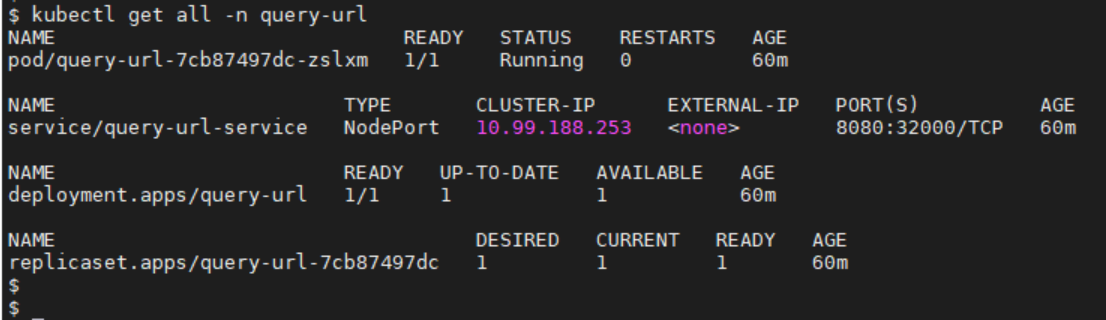 $ kubectl get all -n query-url
NAME READY STATUS RESTARTS AGE
pod/query-url-7cb87497dc-zslxm 1/1 Running 0 60m
NAME TYPE CLUSTER-IP EXTERNAL-IP PORT(S) AGE
service/query-url-service NodePort 10.99.188.253 <none> 8080:32000/TCP 60m
NAME READY UP-TO-DATE AVAILABLE AGE
deployment.apps/query-url 1/1 1 1 60m
NAME DESIRED CURRENT READY AGE
replicaset.apps/query-url-7cb87497dc 1 1 1 60m
$
$ _